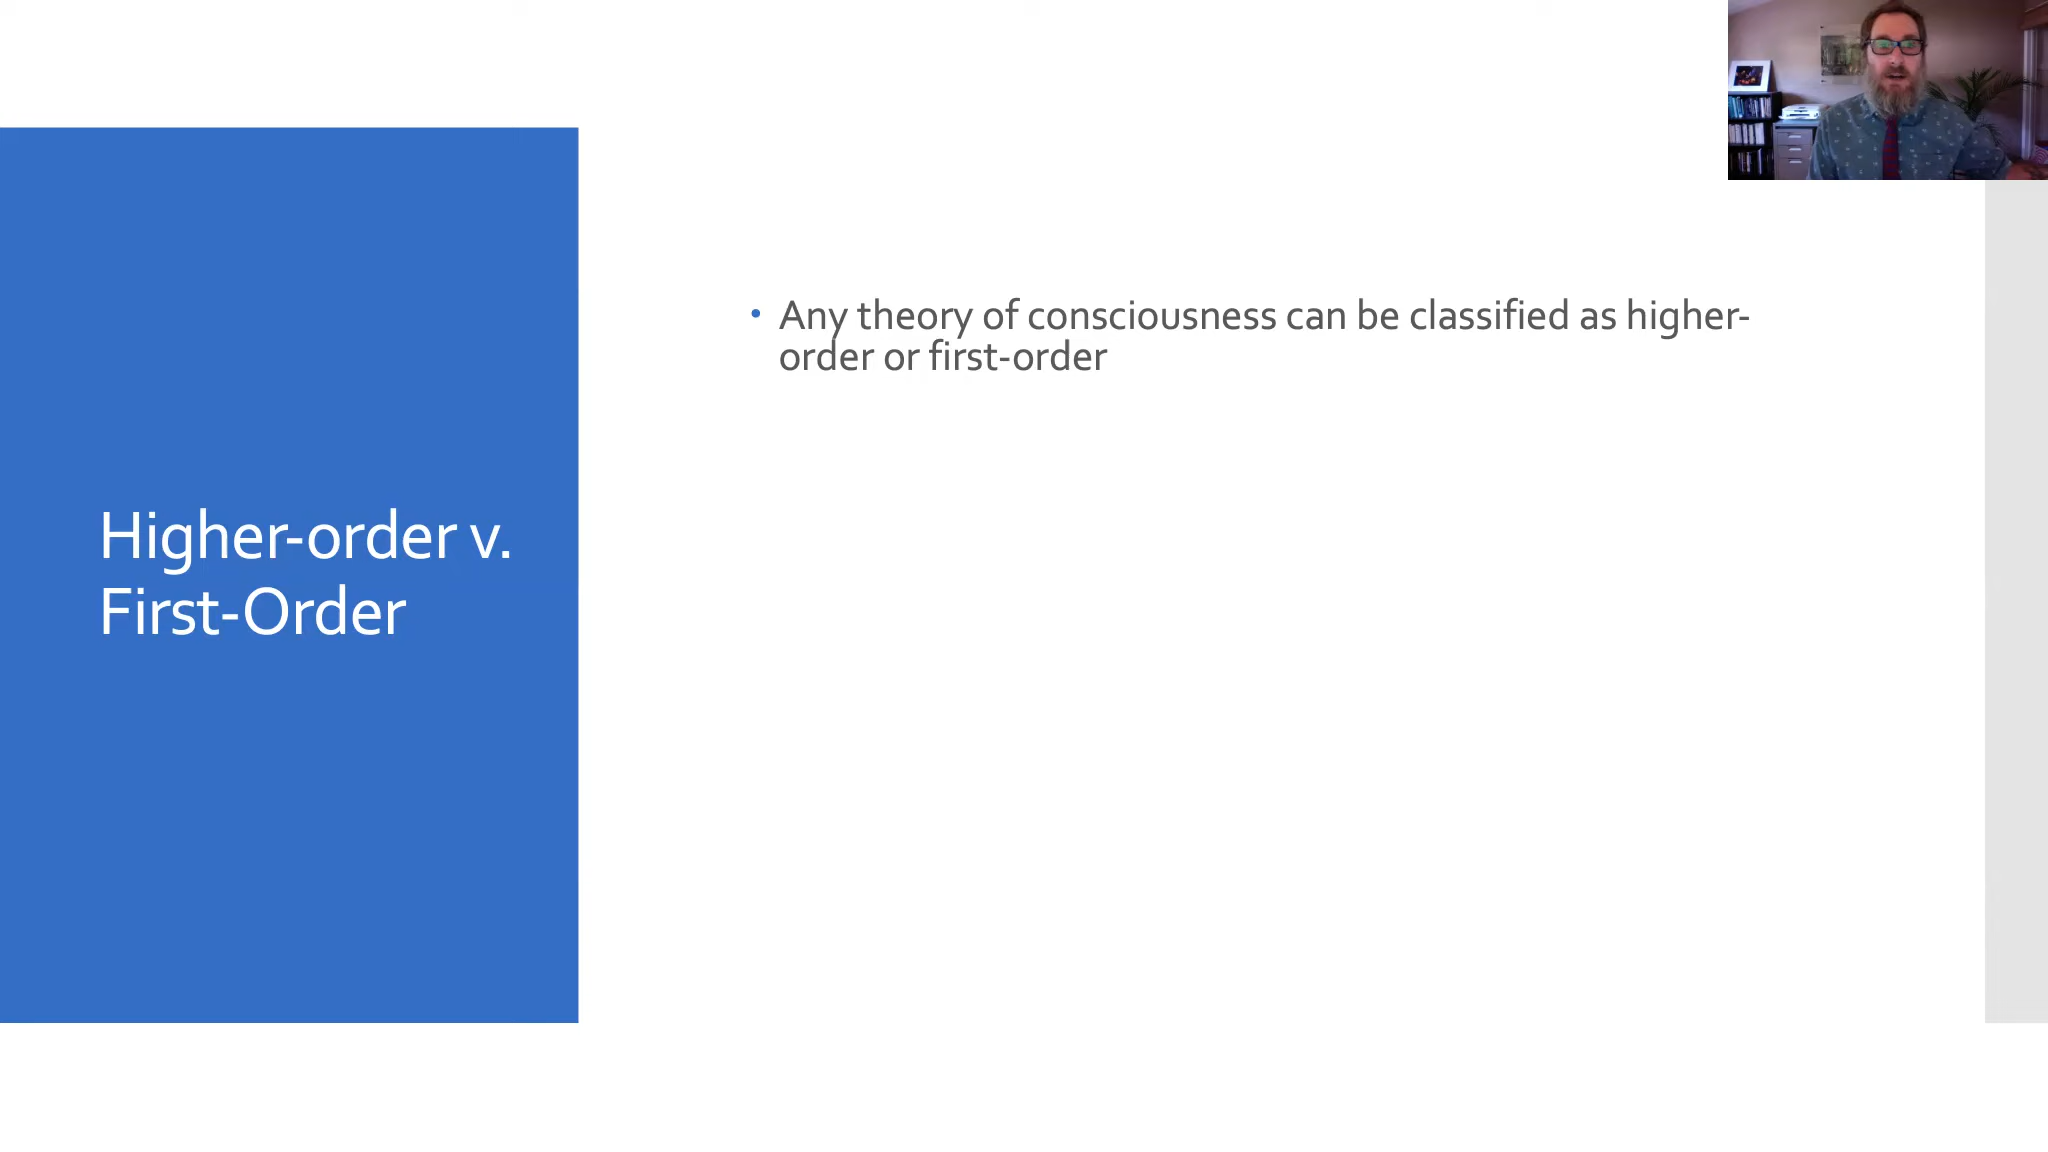 Higher-order v.
First-Order
• Any theory of consciousness can be classified as higher-
order or first-order